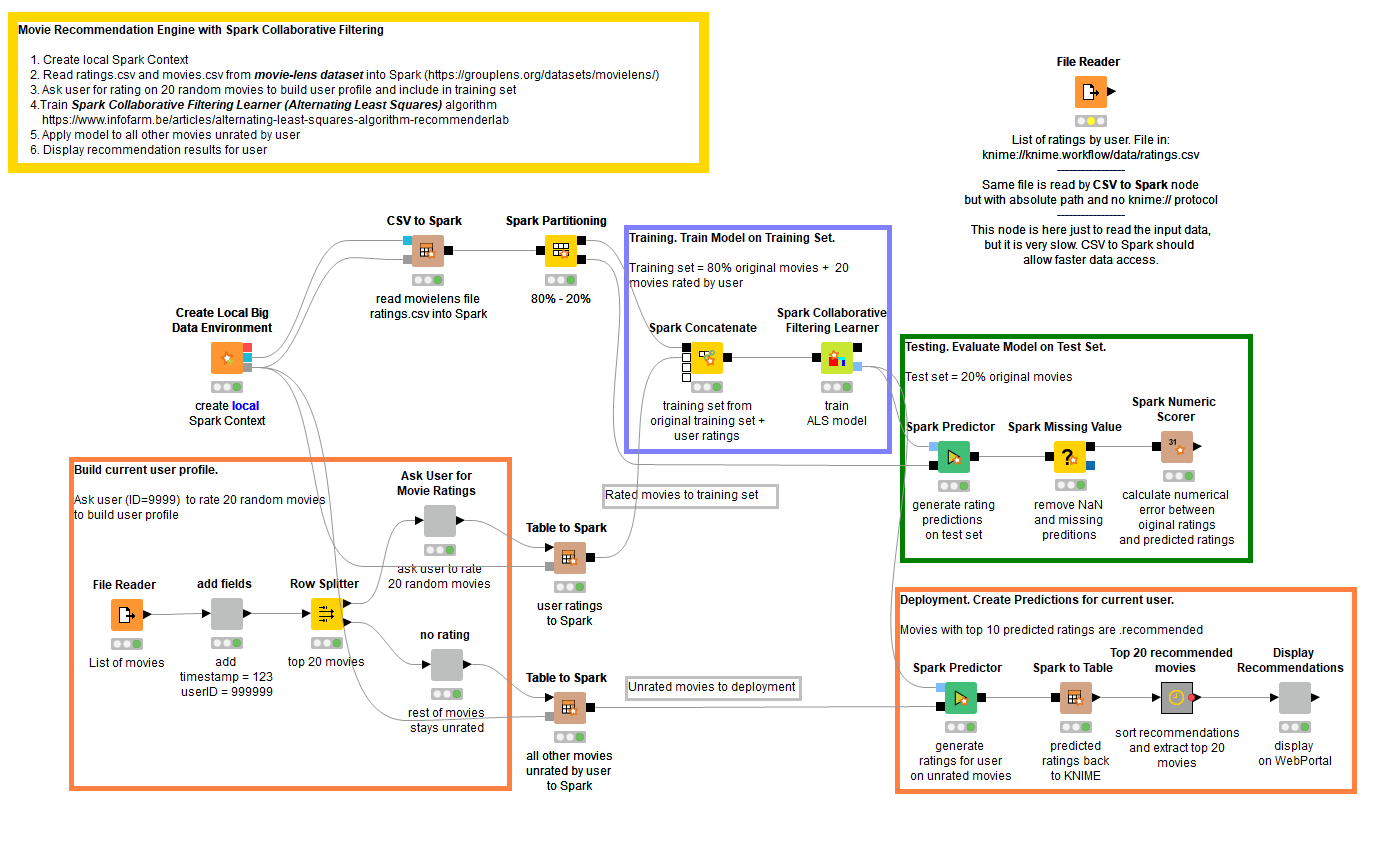 Movie Recommendation Engine with Spark Collaborative Filtering
1. Create local Spark Context
2. Read ratings.csv and movies.csv from movie-lens dataset into Spark (https://grouplens.org/datasets/movielens/)
3. Ask user for rating on 20 random movies to build user profile and include in training set
4.Train Spark Collaborative Filtering Learner (Alternating Least Squares) algorithm
https://www.infofarm.be/articles/alternating-least-squares-algorithm-recommenderlab
5. Apply model to all other movies unrated by user
6. Display recommendation results for user
File Reader
List of ratings by user. File in:
knime://knime.workflow/data/ratings.csv
-----------------
Same file is read by CSV to Spark node
but with absolute path and no knime:// protocol
-----------------
This node is here just to read the input data,
but it is very slow. CSV to Spark should
allow faster data access.
CSV to Spark
read movielens file
ratings.csv into Spark
Spark Partitioning
80% - 20%
Create Local Big
Data Environment
create local
Spark Context
Training. Train Model on Training Set.
Training set = 80% original movies + 20
movies rated by user
Spark Concatenate
training set from
original training set +
user ratings
Spark Collaborative
Filtering Learner
train
ALS model
Testing. Evaluate Model on Test Set.
Test set = 20% original movies
Spark Predictor
generate rating
predictions
on test set
Spark Missing Value
?
remove NaN
and missing
preditions
Spark Numeric
Scorer
31
calculate numerical
error between
oiginal ratings
and predicted ratings
Build current user profile.
Ask user (ID=9999) to rate 20 random movies
to build user profile
Ask User for
Movie Ratings
ask user to rate
20 random movies
File Reader
List of movies
add fields
add
timestamp = 123
userID = 999999
Row Splitter
top 20 movies
no rating
rest of movies
stays unrated
Rated movies to training set
Table to Spark
user ratings
to Spark
Unrated movies to deployment
Table to Spark
all other movies
unrated by user
to Spark
Deployment. Create Predictions for current user.
Movies with top 10 predicted ratings are .recommended
Spark Predictor
generate
ratings for user
on unrated movies
Spark to Table
predicted
ratings back
to KNIME
Top 20 recommended
movies
sort recommendations
and extract top 20
movies
Display
Recommendations
display
on WebPortal